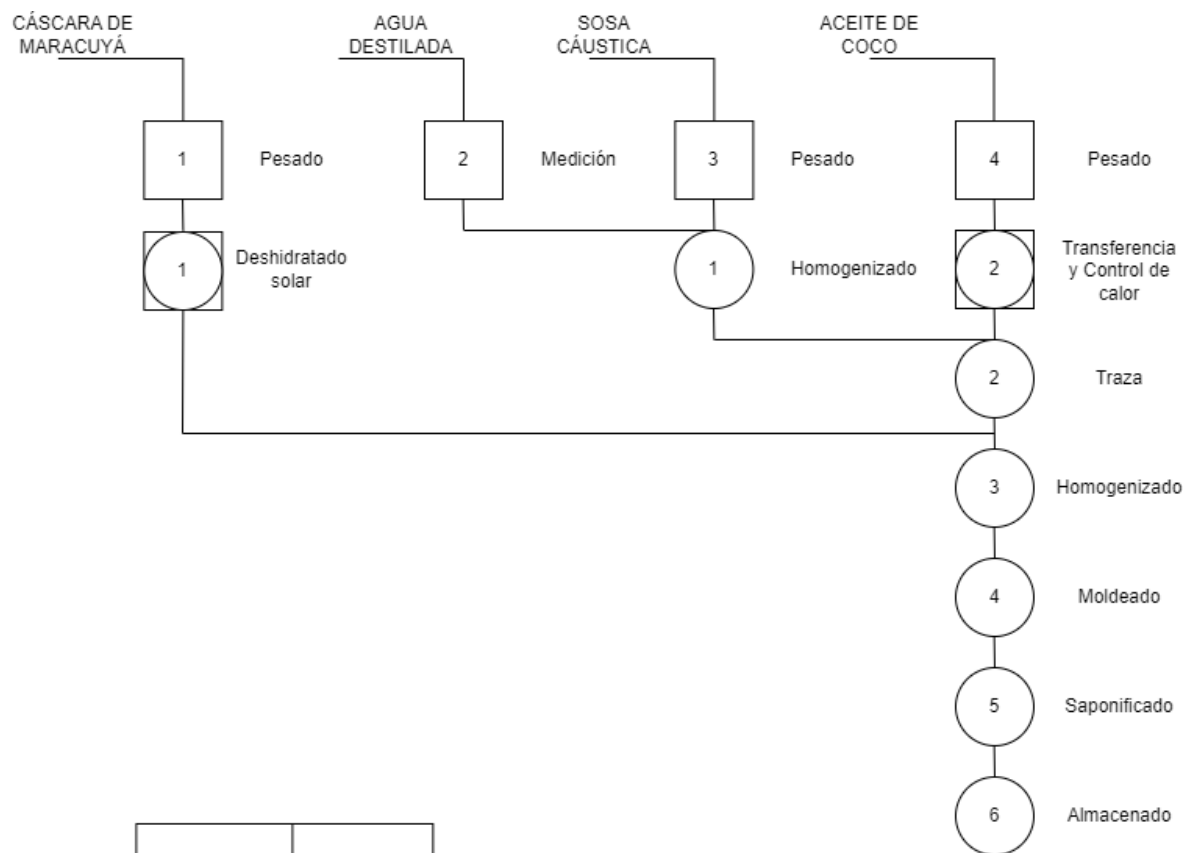 CÁSCARA DE
MARACUYÁ
AGUA
DESTILADA
SOSA
CÁUSTICA
ACEITE DE
COCO
1
Pesado
2
Medición
3
Pesado
4
Pesado
1
Deshidratado
solar
1
Homogenizado
2
Transferencia
y Control de
calor
2
Traza
3
Homogenizado
4
Moldeado
5
Saponificado
6
Almacenado